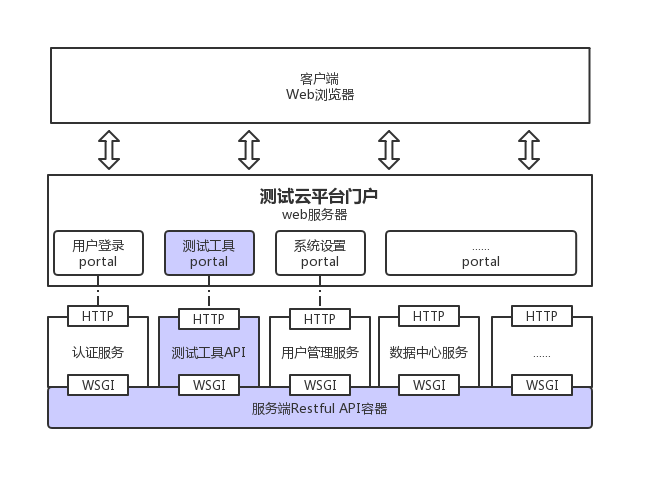 客户端
Web浏览器
测试云平台门户
web服务器
用户登录
portal
测试工具
portal
系统设置
portal
......
portal
HTTP
HTTP
HTTP
HTTP
HTTP
认证服务
测试工具API
用户管理服务
数据中心服务
......
WSGI
WSGI
WSGI
WSGI
WSGI
服务端Restful API容器